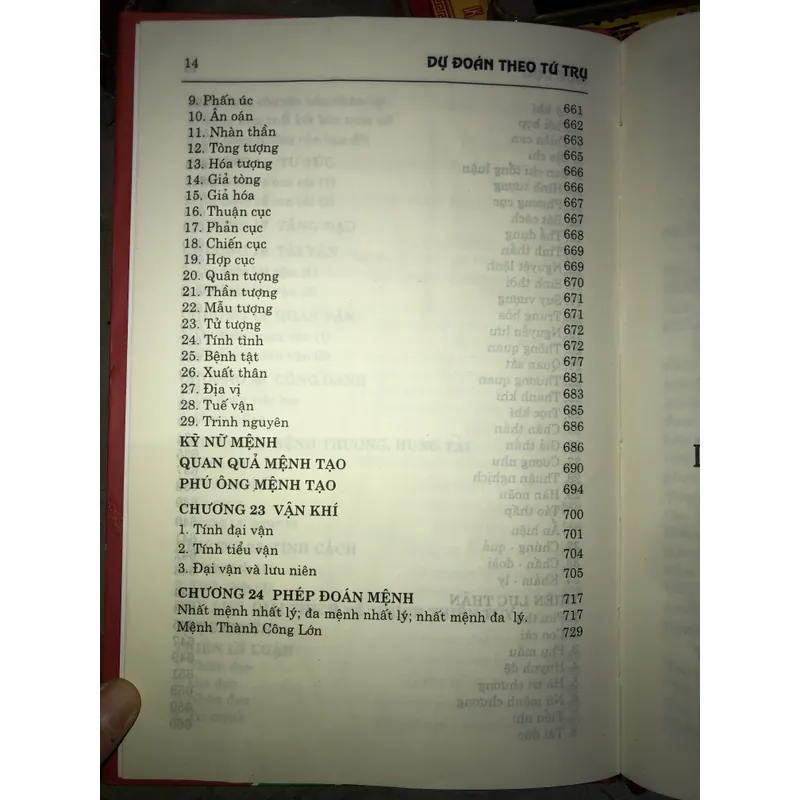 14 DỰ ĐOÁN THEO TỨ TRỤ
9. Phấn úc 661
10. Ân oán 662
11. Nhàn thần 663
12. Tòng tượng 665
13. Hóa tượng 666
14. Giả tòng 666
15. Giả hóa 667
16. Thuận cục 667
17. Phản cục 668
18. Chiến cục 669
19. Hợp cục 669
20. Quân tượng 670
21. Thần tượng 671
22. Mẫu tượng 671
23. Tử tượng 672
24. Tính tình 672
25. Bệnh tật 677
26. Xuất thân 681
27. Địa vị 683
28. Tuế vận 685
29. Trinh nguyên 686
KỸ NỮ MỆNH 686
QUAN QUẢ MỆNH TẠO 690
PHÚ ÔNG MỆNH TẠO 694
CHƯƠNG 23 VẬN KHÍ 700
1. Tính đại vận 701
2. Tính tiểu vận 704
3. Đại vận và lưu niên 705
CHƯƠNG 24 PHÉP ĐOÁN MỆNH 717
Nhất mệnh nhất lý; đa mệnh nhất lý; nhất mệnh đa lý. 717
Mệnh Thành Công Lớn 729